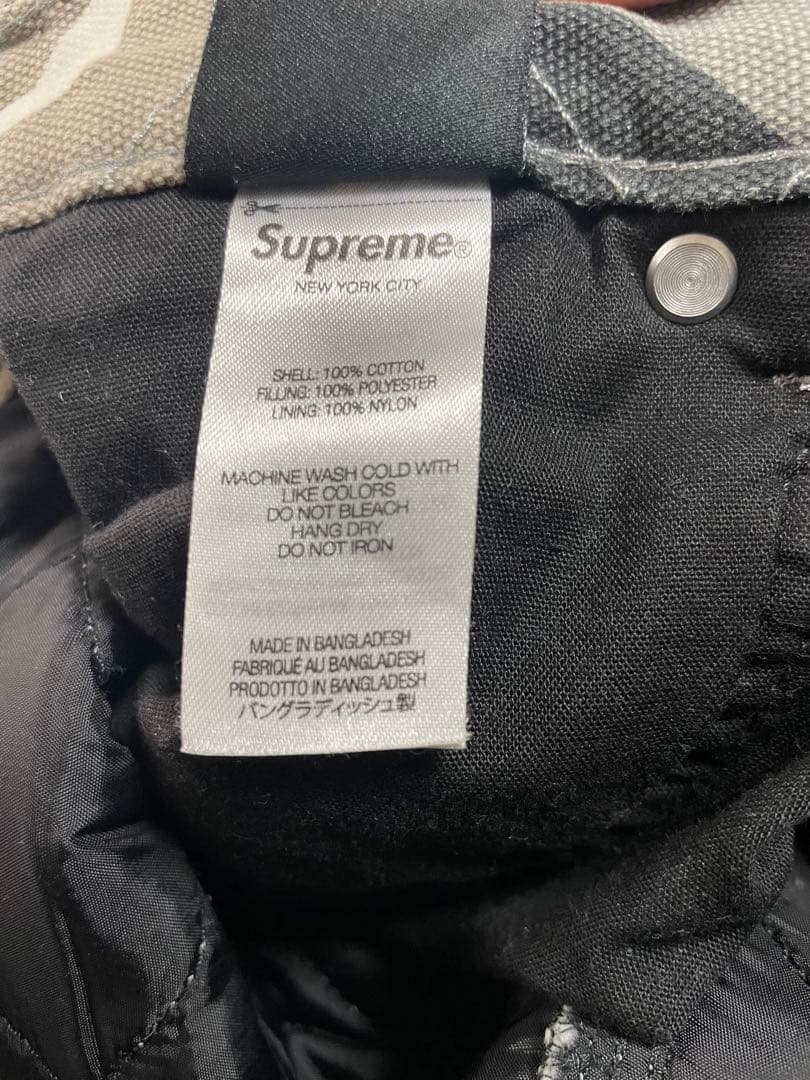 Supreme®
NEW YORK CITY
SHELL: 100% COTTON
FILLING: 100% POLYESTER
LINING: 100% NYLON
MACHINE WASH COLD WITH
LIKE COLORS
DO NOT BLEACH
HANG DRY
DO NOT IRON
MADE IN BANGLADESH
FABRIQUÉ AU BANGLADESH
PRODOTTO IN BANGLADESH
バングラディッシュ製